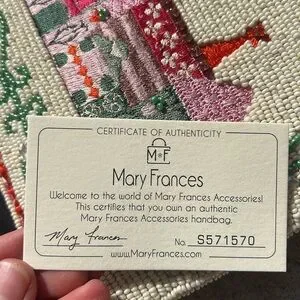 CERTIFICATE OF AUTHENTICITY
M*F
Mary Frances
Welcome to the world of Mary Frances Accessories!
This certifies that you own an authentic
Mary Frances Accessories handbag.
Mary Frances No. S571570
www.MaryFrances.com